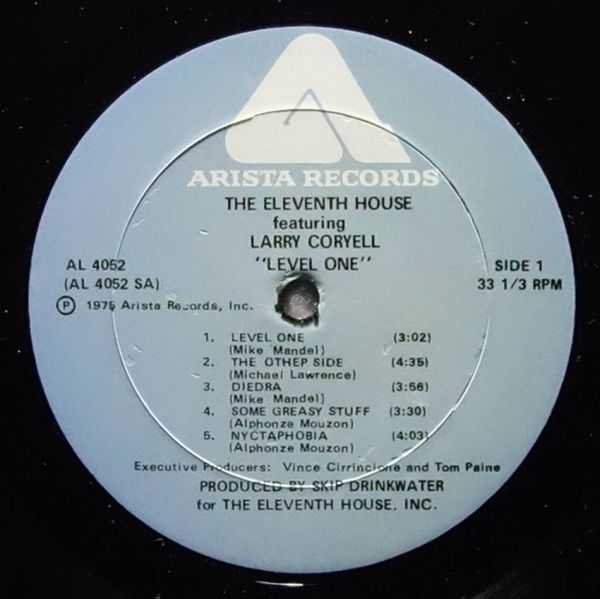 ARISTA RECORDS
THE ELEVENTH HOUSE
featuring
LARRY CORYELL
"LEVEL ONE"
AL 4052
(AL 4052 SA)
Ⓟ 1975 Arista Records, Inc.
SIDE 1
33 1/3 RPM
1. LEVEL ONE (3:02)
(Mike Mandel)
2. THE OTHER SIDE (4:35)
(Michael Lawrence)
3. DIEDRA (3:56)
(Mike Mandel)
4. SOME GREASY STUFF (3:30)
(Alphonze Mouzon)
5. NYCTAPHOBIA (4:03)
(Alphonze Mouzon)
Executive Producers: Vince Cirrincione and Tom Paine
PRODUCED BY SKIP DRINKWATER
for THE ELEVENTH HOUSE, INC.